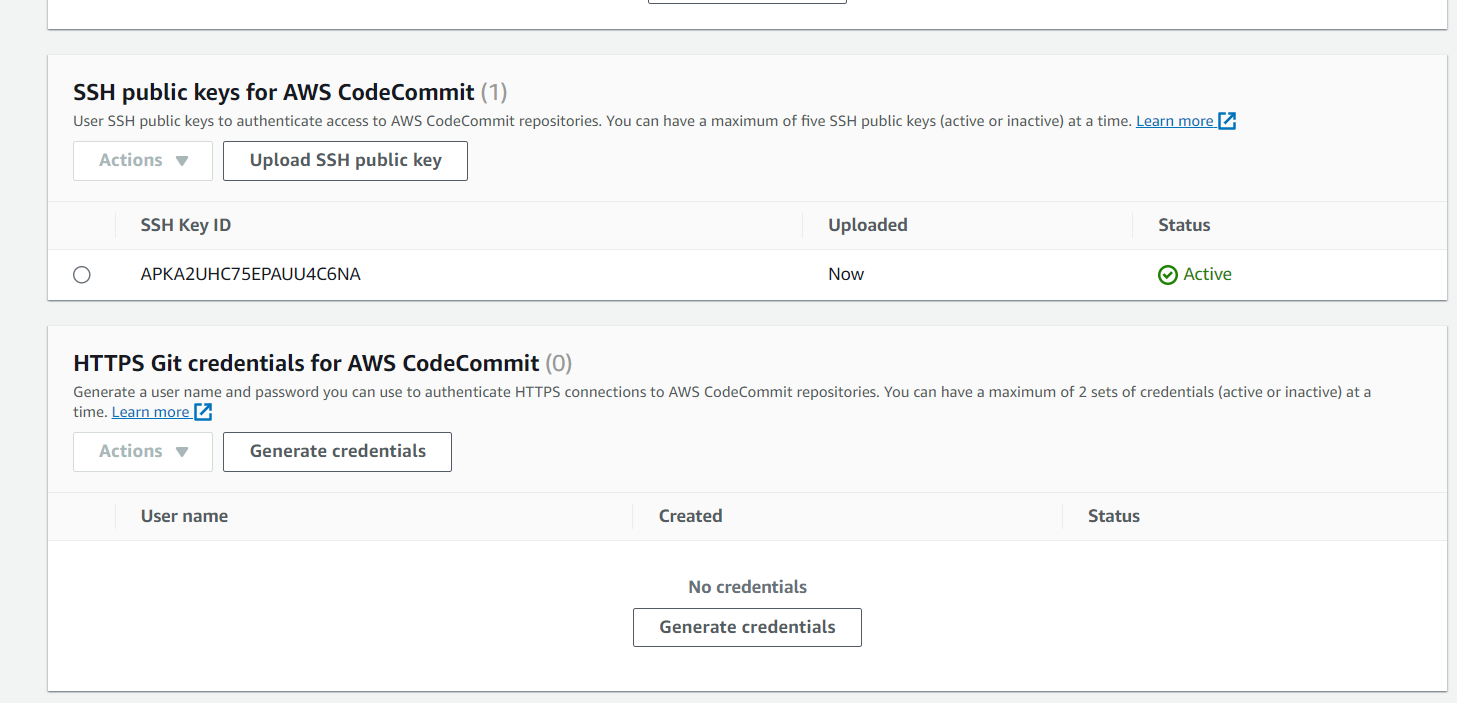 SSH public keys for AWS CodeCommit (1)
User SSH public keys to authenticate access to AWS CodeCommit repositories. You can have a maximum of five SSH public keys (active or inactive) at a time. Learn more
Actions Upload SSH public key
SSH Key ID Uploaded Status
APKA2UHC75EPAUU4C6NA Now Active
HTTPS Git credentials for AWS CodeCommit (0)
Generate a user name and password you can use to authenticate HTTPS connections to AWS CodeCommit repositories. You can have a maximum of 2 sets of credentials (active or inactive) at a
time. Learn more
Actions Generate credentials
User name Created Status
No credentials
Generate credentials